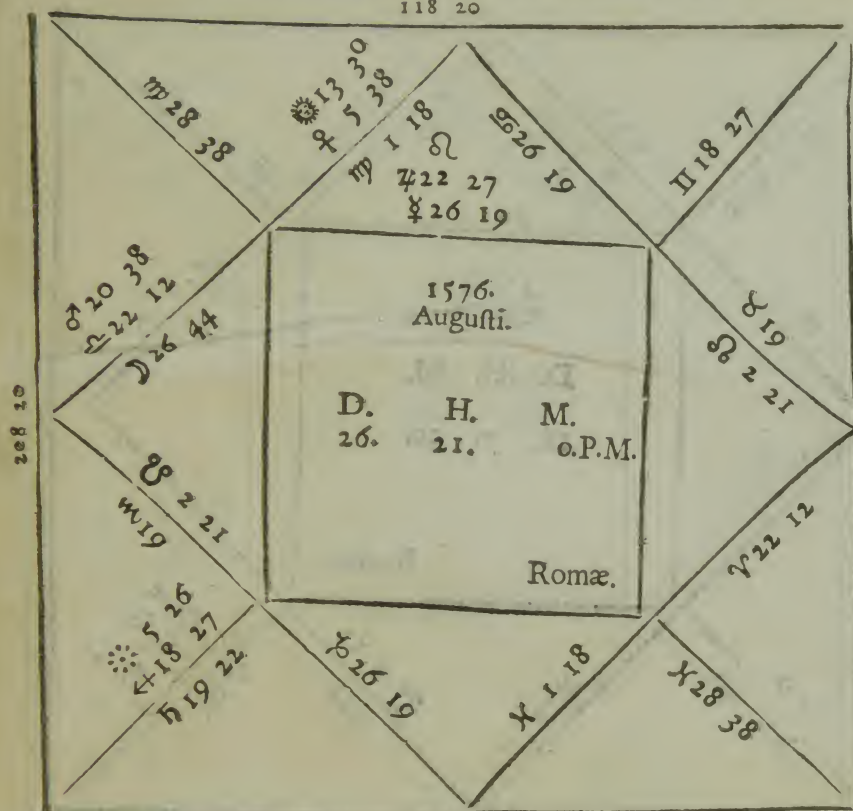 118 20
♍ 28 38
☉ 13 30
♀ 5 38
♍ 1 18
♌
♃ 22 27
☿ 26 19
♋ 26 19
♊ 18 27
♂ 20 38
♎ 22 12
☽ 26 44
1576.
Auguſti.
D. H. M.
26. 21. 0.P.M.
Romæ.
♉ 19
☊ 2 21
208 20
☋ 2 21
♏ 19
♈ 22 12
5 26
♐ 18 27
♄ 19 22
♑ 26 19
♓ 1 18
♓ 28 38